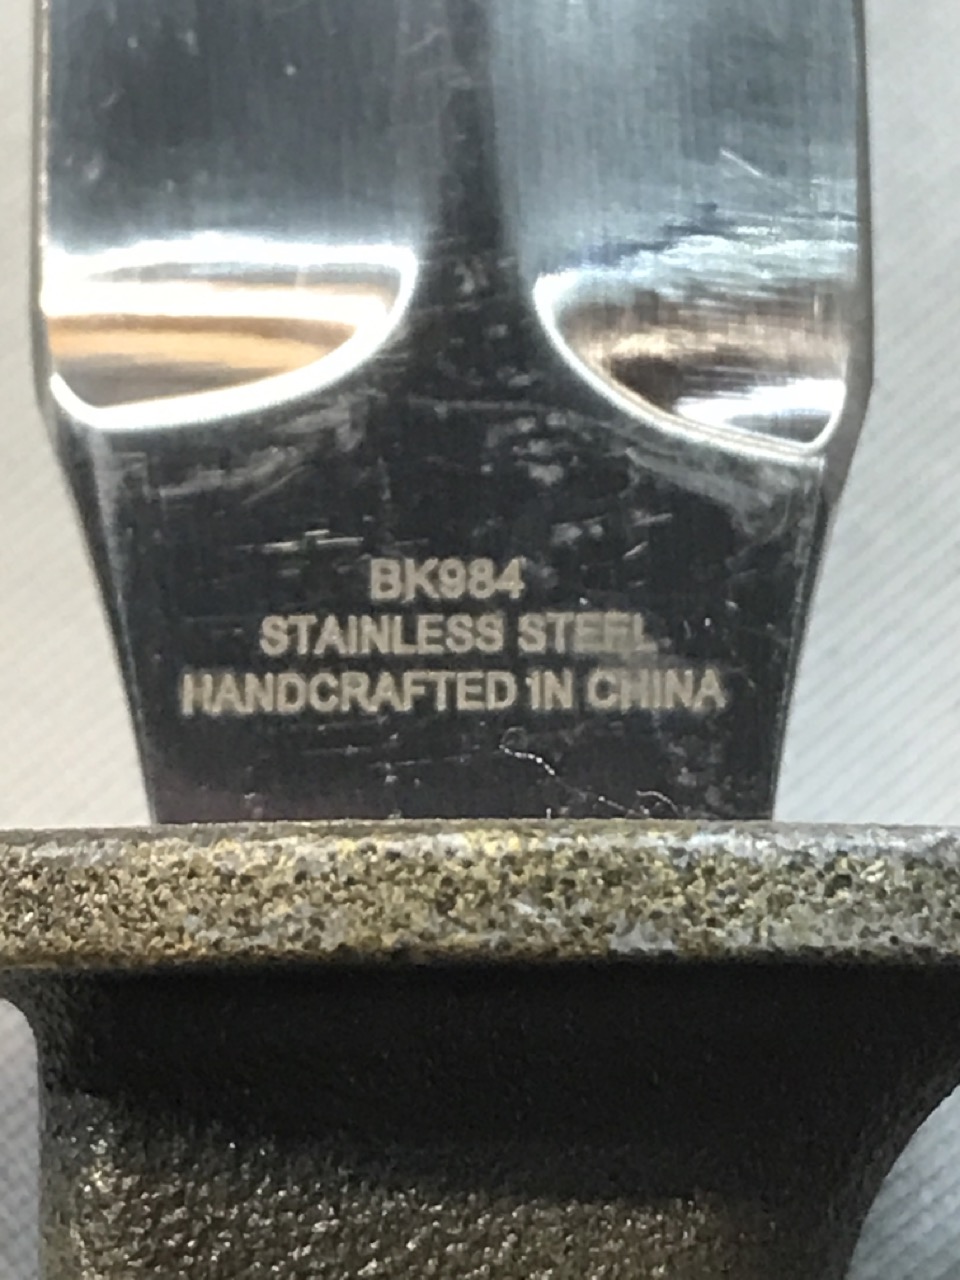 BK984
STAINLESS STEEL
HANDCRAFTED IN CHINA